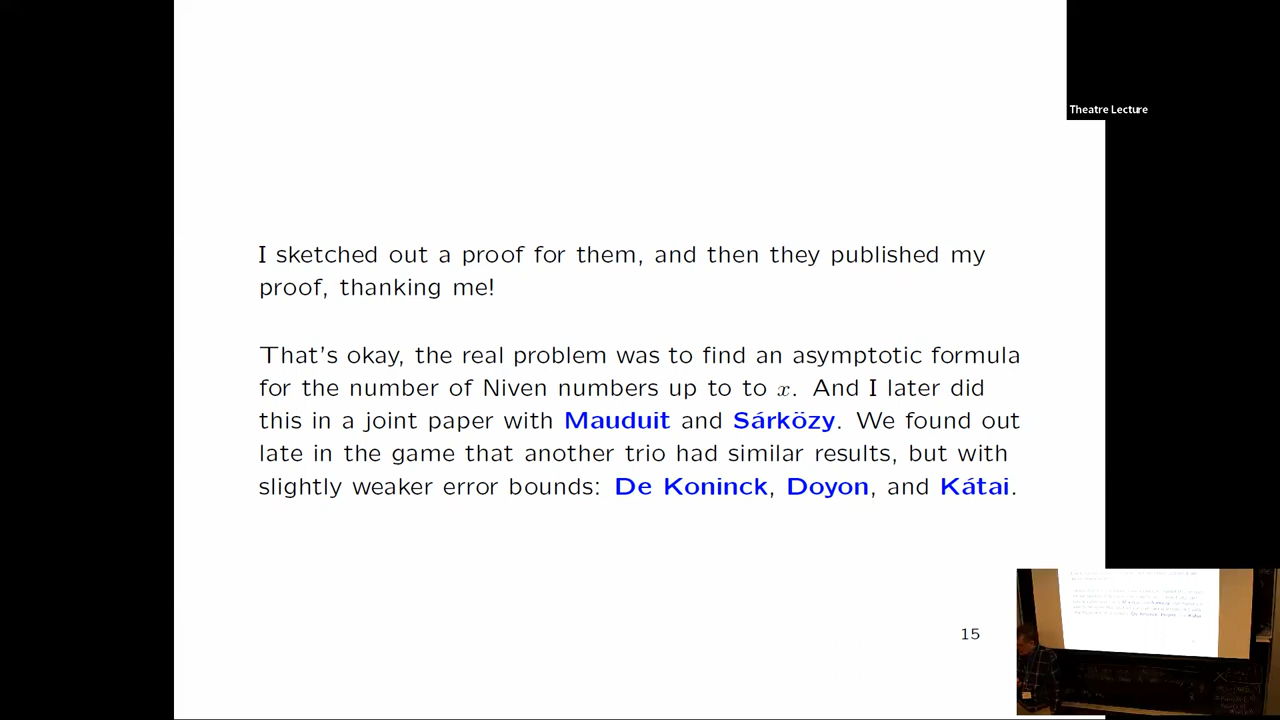 Theatre Lecture
I sketched out a proof for them, and then they published my
proof, thanking me!
That's okay, the real problem was to find an asymptotic formula
for the number of Niven numbers up to to x. And I later did
this in a joint paper with Mauduit and Sárközy. We found out
late in the game that another trio had similar results, but with
slightly weaker error bounds: De Koninck, Doyon, and Kátai.
15